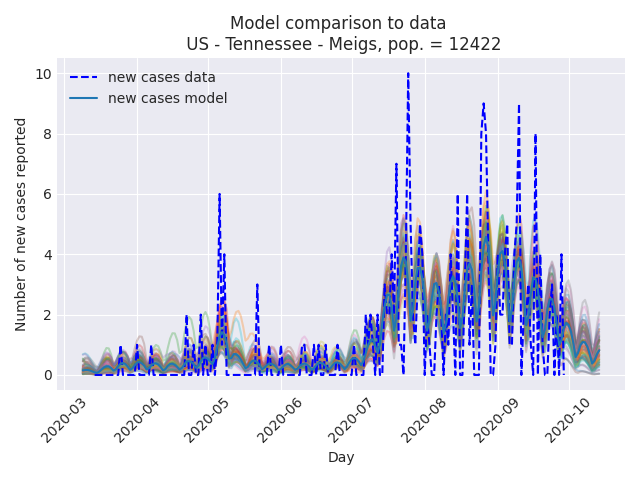 Model comparison to data
US - Tennessee - Meigs, pop. = 12422
new cases data
new cases model
Number of new cases reported
10
8
6
4
2
0
2020-03
2020-04
2020-05
2020-06
2020-07
2020-08
2020-09
2020-10
Day